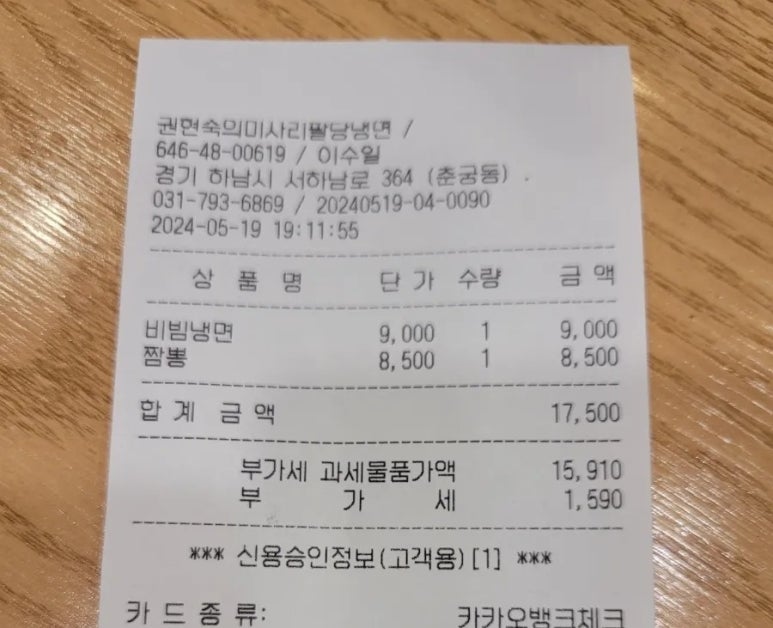 권현숙의미사리팔당냉면 /
646-48-00619 / 이수일
경기 하남시 서하남로 364 (춘궁동) .
031-793-6869 / 20240519-04-0090
2024-05-19 19:11:55
상 품 명 단 가 수량 금 액
비빔냉면 9,000 1 9,000
짬뽕 8,500 1 8,500
합 계 금 액 17,500
부가세 과세물품가액 15,910
부 가 세 1,590
*** 신용승인정보(고객용)[1] ***
카 드 종 류: 카카오뱅크체크